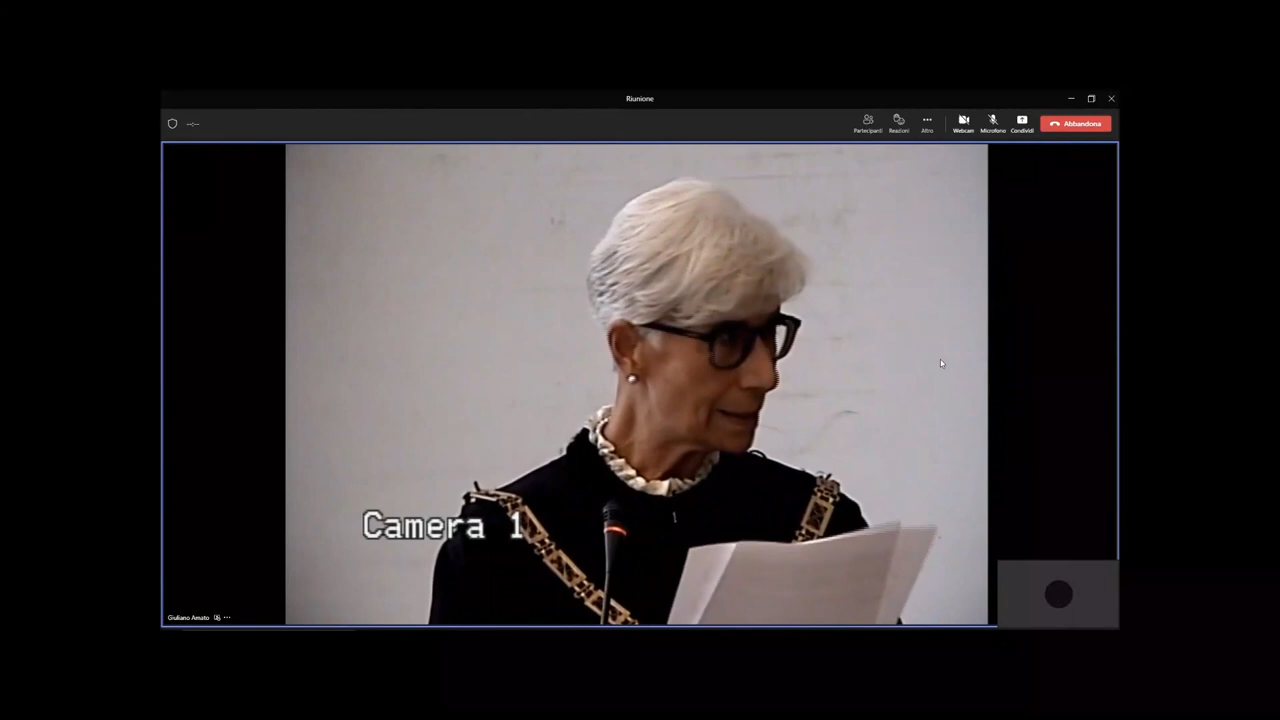 Riunione
-:--
Partecipanti
Reazioni
Altro
Webcam
Microfono
Condividi
Abbandona
Camera 1
Giuliano Amato